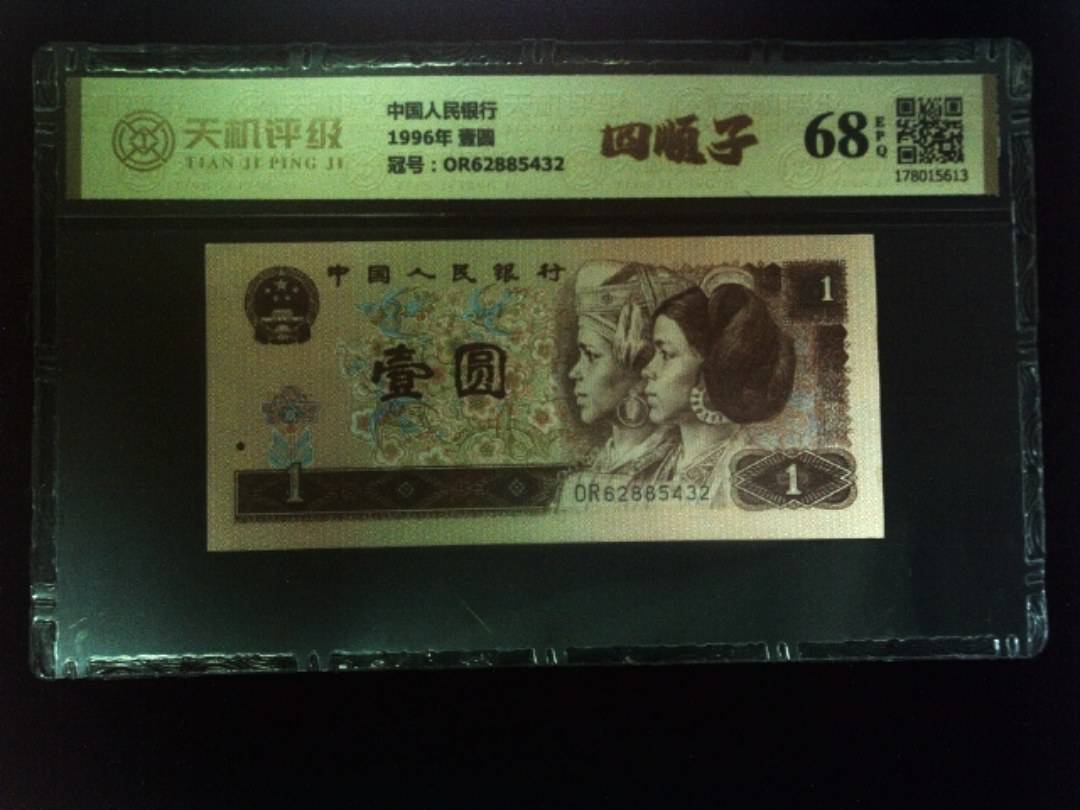 天机评级
TIAN JI PING JI
中国人民银行
1996年 壹圆
冠号：OR62885432
四顺子
68
EPQ
178015613
中国人民银行
1
壹圆
1
OR62885432
1